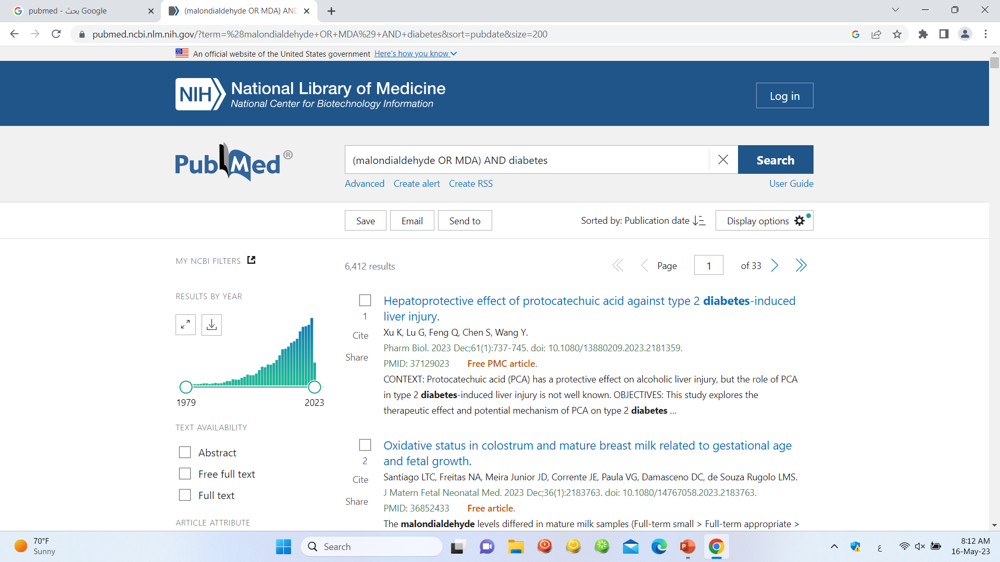 pubmed - بحث Google
(malondialdehyde OR MDA) AND
pubmed.ncbi.nlm.nih.gov/?term=%28malondialdehyde+OR+MDA%29+AND+diabetes&sort=pubdate&size=200
An official website of the United States government Here's how you know
NIH National Library of Medicine
National Center for Biotechnology Information
Log in
PubMed®
(malondialdehyde OR MDA) AND diabetes
Search
Advanced Create alert Create RSS User Guide
Save Email Send to Sorted by: Publication date Display options
MY NCBI FILTERS
6,412 results Page 1 of 33
RESULTS BY YEAR
1979 2023
TEXT AVAILABILITY
Abstract
Free full text
Full text
ARTICLE ATTRIBUTE
1
Cite
Share
Hepatoprotective effect of protocatechuic acid against type 2 diabetes-induced
liver injury.
Xu K, Lu G, Feng Q, Chen S, Wang Y.
Pharm Biol. 2023 Dec;61(1):737-745. doi: 10.1080/13880209.2023.2181359.
PMID: 37129023 Free PMC article.
CONTEXT: Protocatechuic acid (PCA) has a protective effect on alcoholic liver injury, but the role of PCA
in type 2 diabetes-induced liver injury is not well known. OBJECTIVES: This study explores the
therapeutic effect and potential mechanism of PCA on type 2 diabetes ...
2
Cite
Share
Oxidative status in colostrum and mature breast milk related to gestational age
and fetal growth.
Santiago LTC, Freitas NA, Meira Junior JD, Corrente JE, Paula VG, Damasceno DC, de Souza Rugolo LMS.
J Matern Fetal Neonatal Med. 2023 Dec;36(1):2183763. doi: 10.1080/14767058.2023.2183763.
PMID: 36852433 Free article.
The malondialdehyde levels differed in mature milk samples (Full-term small > Full-term appropriate >
70°F
Sunny
Search
ع
8:12 AM
16-May-23